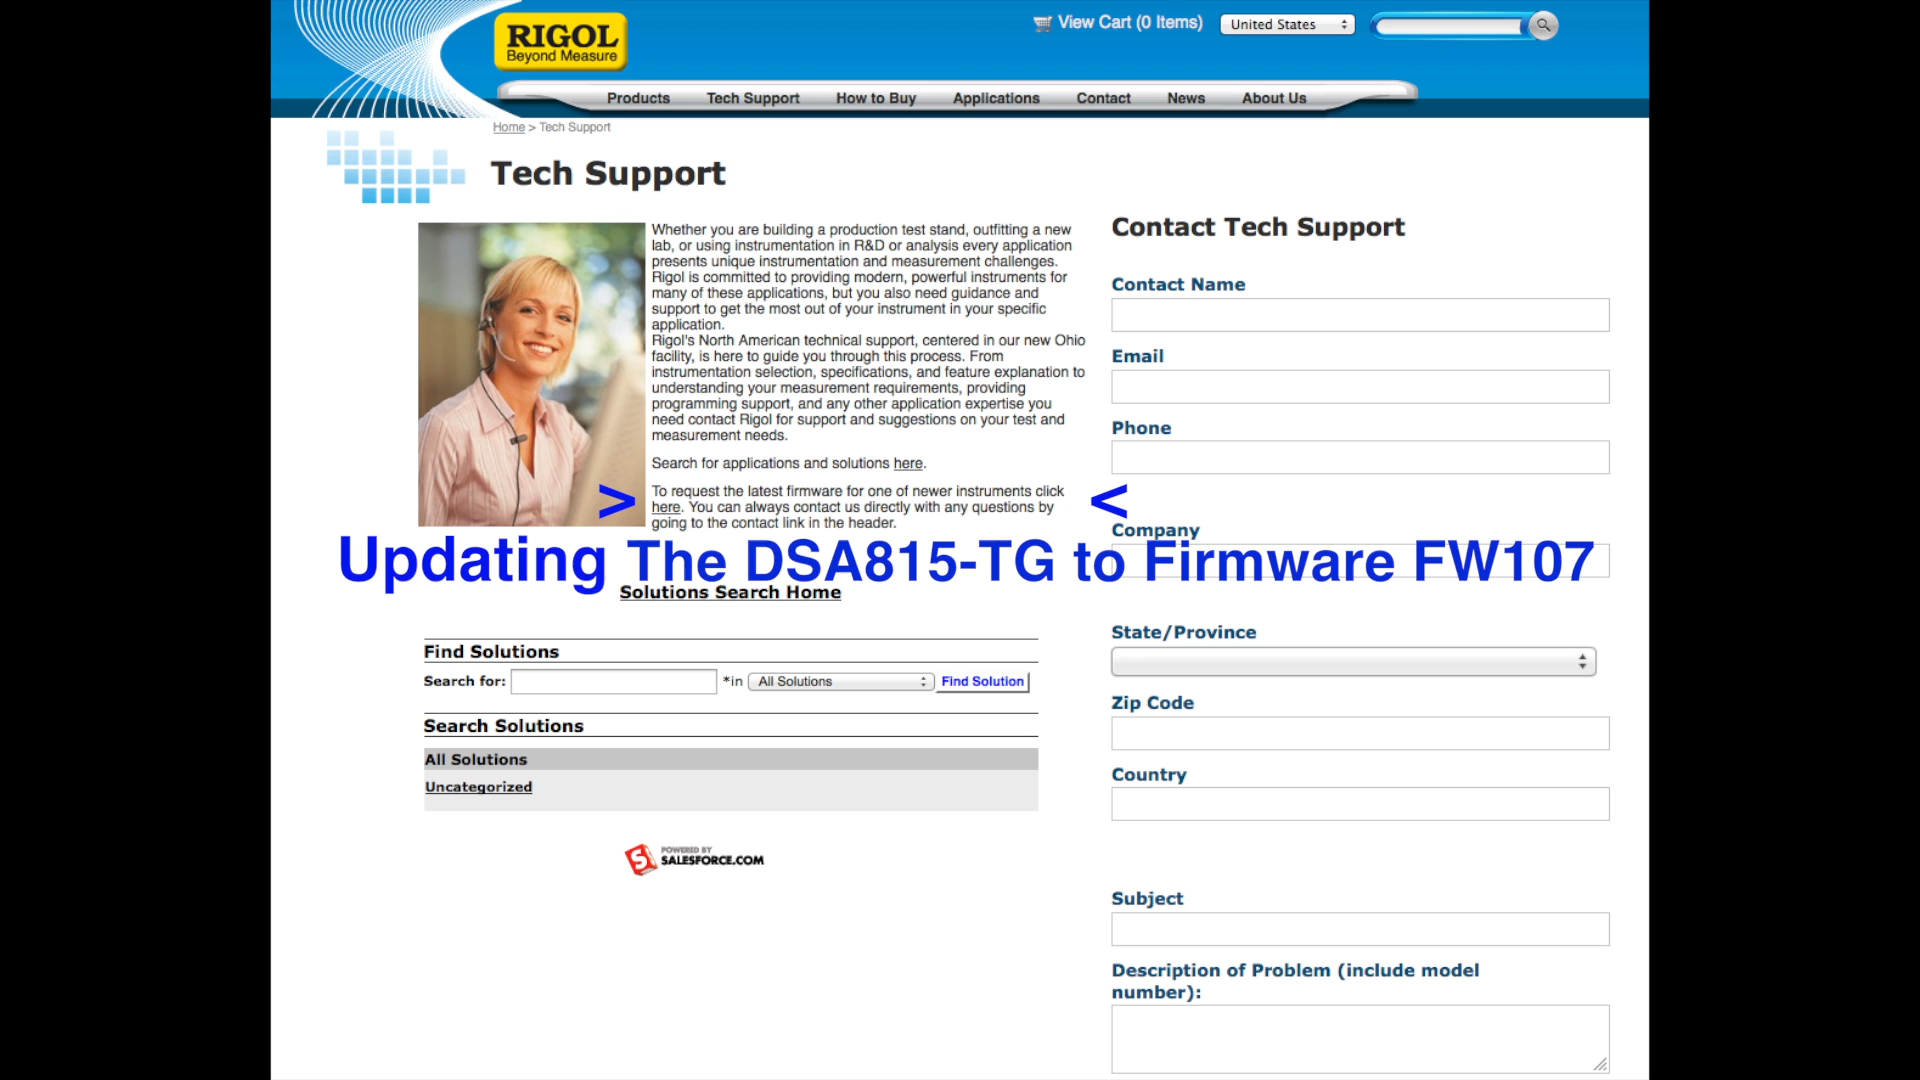 RIGOL
Beyond Measure
View Cart (0 Items)
United States
Products
Tech Support
How to Buy
Applications
Contact
News
About Us
Home > Tech Support
Tech Support
Whether you are building a production test stand, outfitting a new
lab, or using instrumentation in R&D or analysis every application
presents unique instrumentation and measurement challenges.
Rigol is committed to providing modern, powerful instruments for
many of these applications, but you also need guidance and
support to get the most out of your instrument in your specific
application.
Rigol's North American technical support, centered in our new Ohio
facility, is here to guide you through this process. From
instrumentation selection, specifications, and feature explanation to
understanding your measurement requirements, providing
programming support, and any other application expertise you
need contact Rigol for support and suggestions on your test and
measurement needs.
Search for applications and solutions here.
> To request the latest firmware for one of newer instruments click <
here. You can always contact us directly with any questions by
going to the contact link in the header.
Updating The DSA815-TG to Firmware FW107
Solutions Search Home
Find Solutions
Search for:
*in
All Solutions
Find Solution
Search Solutions
All Solutions
Uncategorized
POWERED BY
SALESFORCE.COM
Contact Tech Support
Contact Name
Email
Phone
Company
State/Province
Zip Code
Country
Subject
Description of Problem (include model
number):